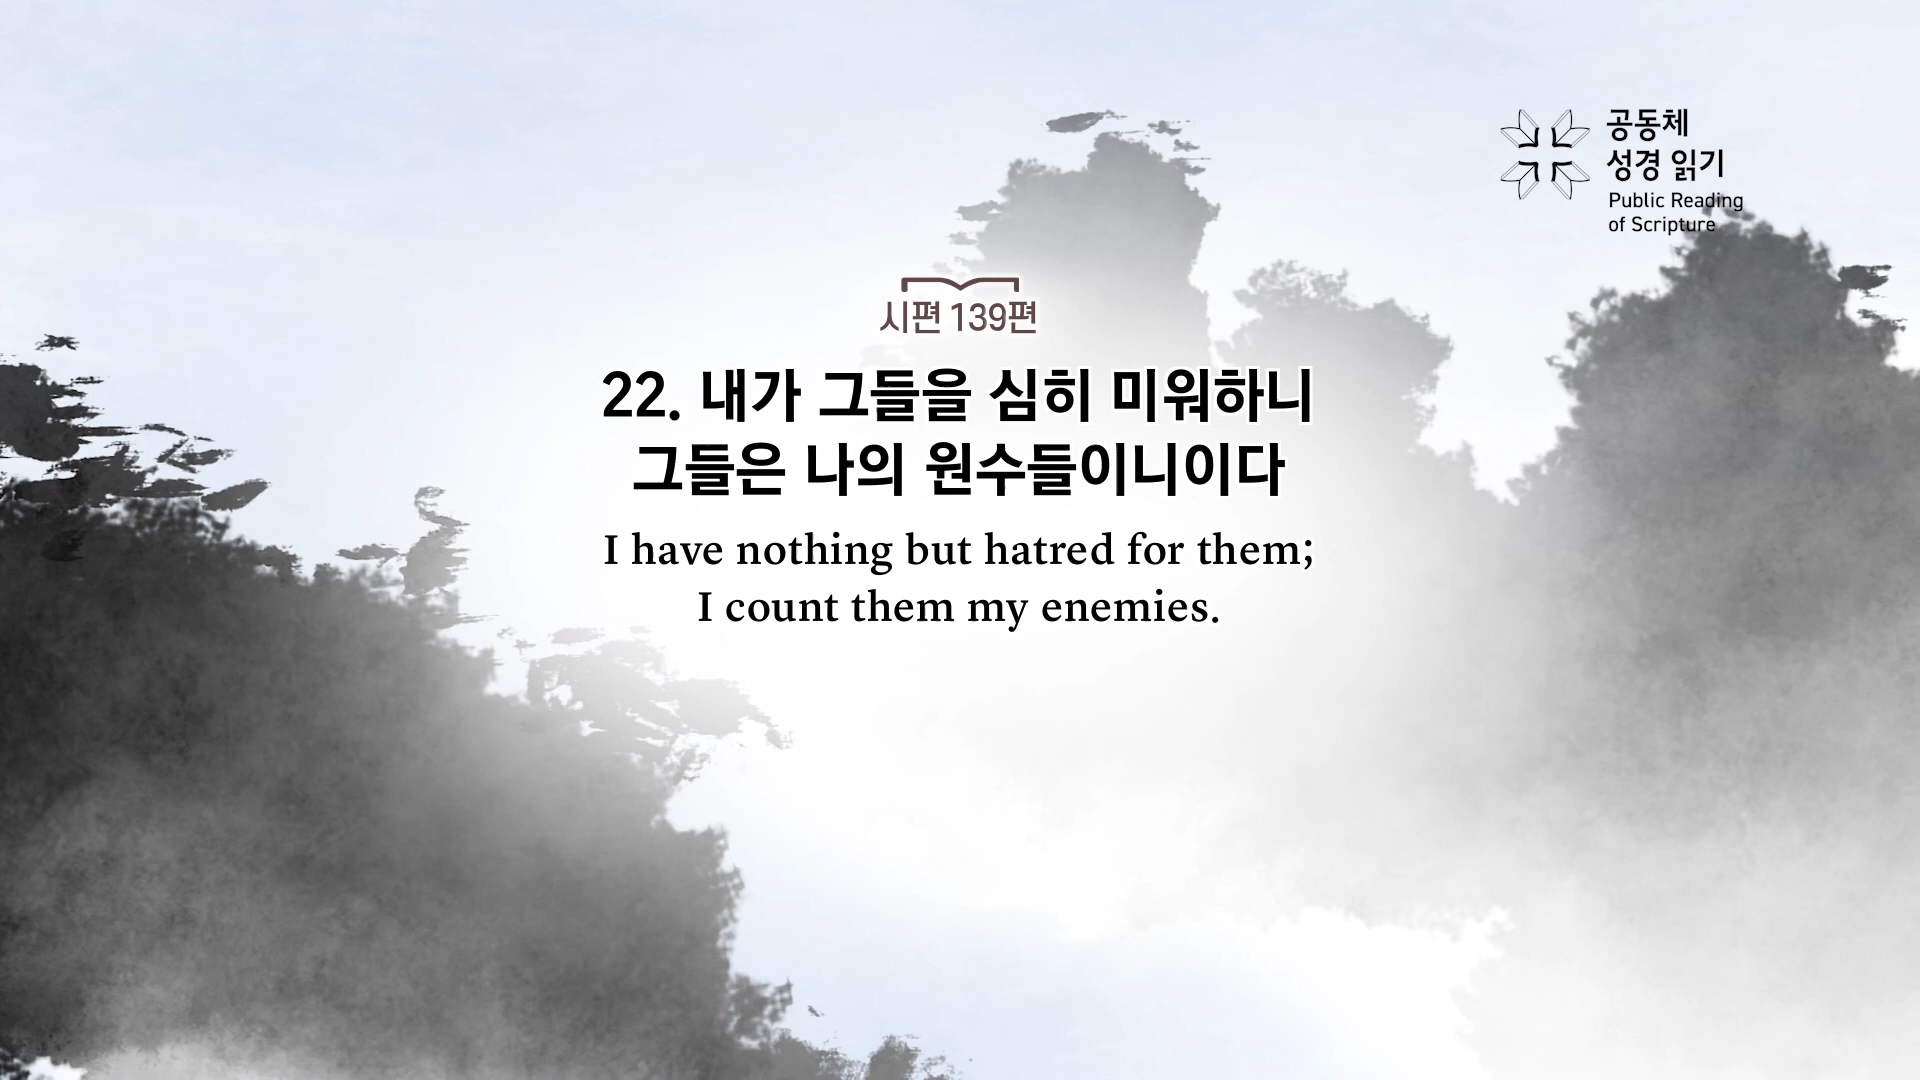 공동체
성경 읽기
Public Reading
of Scripture
시편 139편
22. 내가 그들을 심히 미워하니
그들은 나의 원수들이니이다
I have nothing but hatred for them;
I count them my enemies.